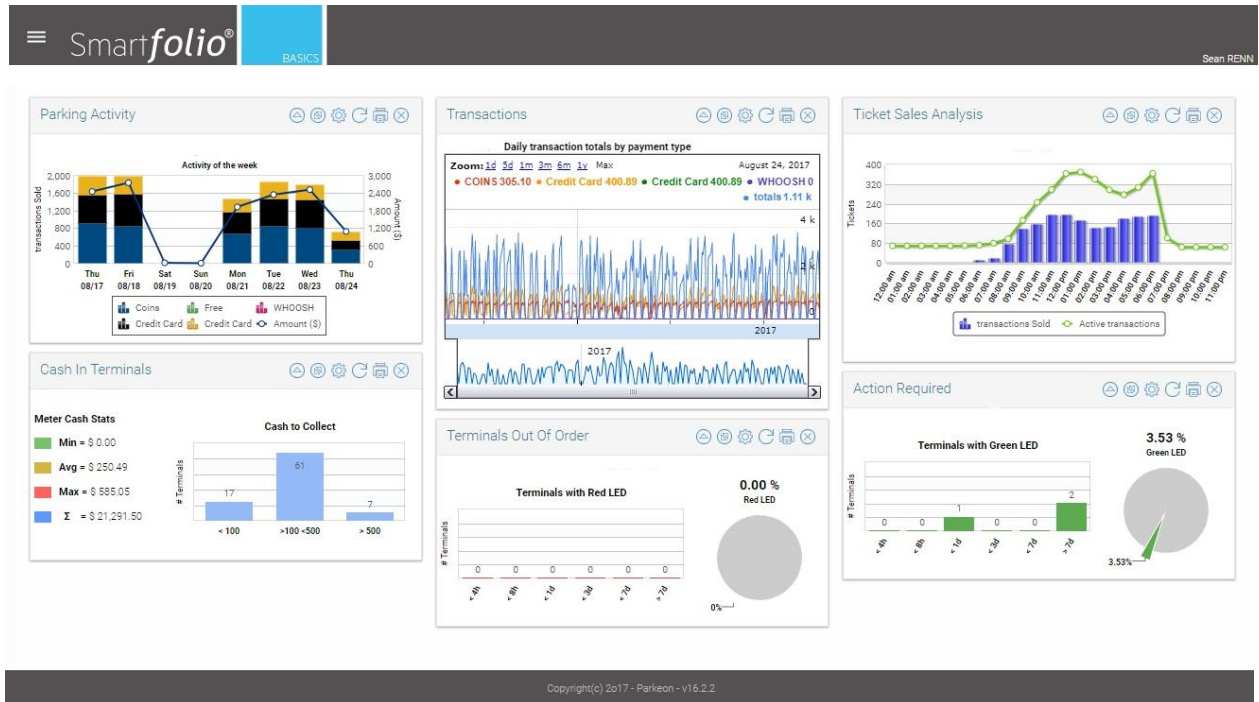 Smartfolio®
BASICS
Sean RENN
Parking Activity
Activity of the week
transactions Sold
2,000
1,600
1,200
800
400
0
3,000
2,400
1,800
1,200
600
0
Amount ($)
Thu Fri Sat Sun Mon Tue Wed Thu
08/17 08/18 08/19 08/20 08/21 08/22 08/23 08/24
Coins Free WHOOSH
Credit Card Credit Card Amount ($)
Cash In Terminals
Meter Cash Stats
Min = $ 0.00
Avg = $ 250.49
Max = $ 585.05
Σ = $ 21,291.50
Cash to Collect
# Terminals
17 61 7
< 100 >100 <500 > 500
Transactions
Daily transaction totals by payment type
Zoom: 1d 5d 1m 3m 6m 1y Max August 24, 2017
COINS 305.10 Credit Card 400.89 Credit Card 400.89 WHOOSH 0
totals 1.11 k
4 k
2 k
0
2017
2017
Terminals Out Of Order
Terminals with Red LED
# Terminals
0 0 0 0 0 0
< 4h < 8h < 1d < 3d < 7d > 7d
0.00 %
Red LED
0%
Ticket Sales Analysis
Tickets
400
320
240
160
80
0
12:00 am 01:00 am 02:00 am 03:00 am 04:00 am 05:00 am 06:00 am 07:00 am 08:00 am 09:00 am 10:00 am 11:00 am 12:00 pm 01:00 pm 02:00 pm 03:00 pm 04:00 pm 05:00 pm 06:00 pm 07:00 pm 08:00 pm 09:00 pm 10:00 pm 11:00 pm
transactions Sold Active transactions
Action Required
Terminals with Green LED
# Terminals
0 0 1 0 0 2
< 4h < 8h < 1d < 3d < 7d > 7d
3.53 %
Green LED
3.53%
Copyright(c) 2o17 - Parkeon - v16.2.2